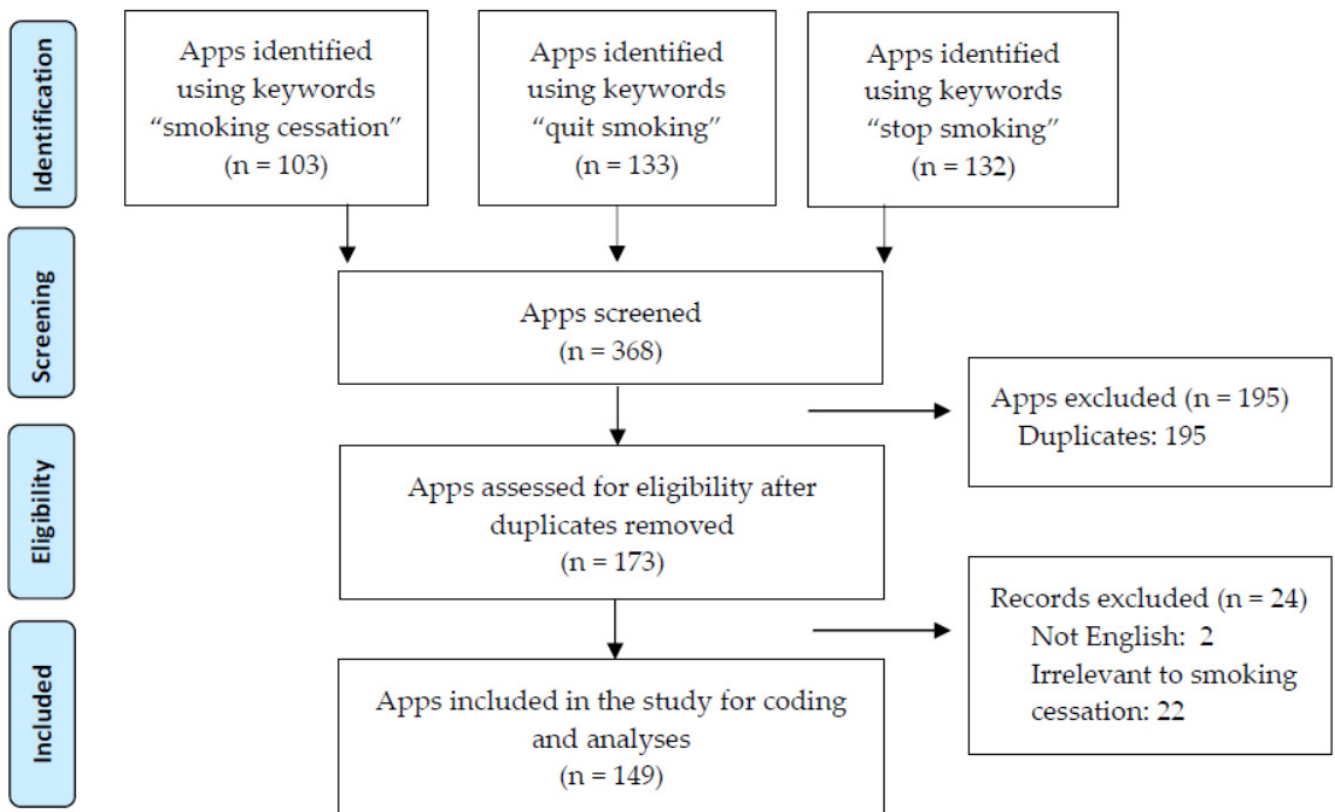 Identification
Apps identified
using keywords
“smoking cessation”
(n = 103)
Apps identified
using keywords
“quit smoking”
(n = 133)
Apps identified
using keywords
“stop smoking”
(n = 132)
Screening
Apps screened
(n = 368)
Apps excluded (n = 195)
Duplicates: 195
Eligibility
Apps assessed for eligibility after
duplicates removed
(n = 173)
Records excluded (n = 24)
Not English: 2
Irrelevant to smoking
cessation: 22
Included
Apps included in the study for coding
and analyses
(n = 149)